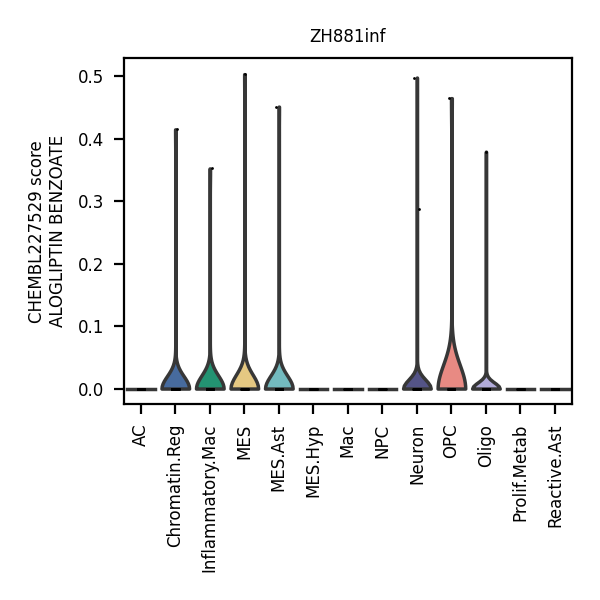 ZH881inf
CHEMBL227529 score
ALOGLIPTIN BENZOATE
0.5
0.4
0.3
0.2
0.1
0.0
AC
Chromatin.Reg
Inflammatory.Mac
MES
MES.Ast
MES.Hyp
Mac
NPC
Neuron
OPC
Oligo
Prolif.Metab
Reactive.Ast